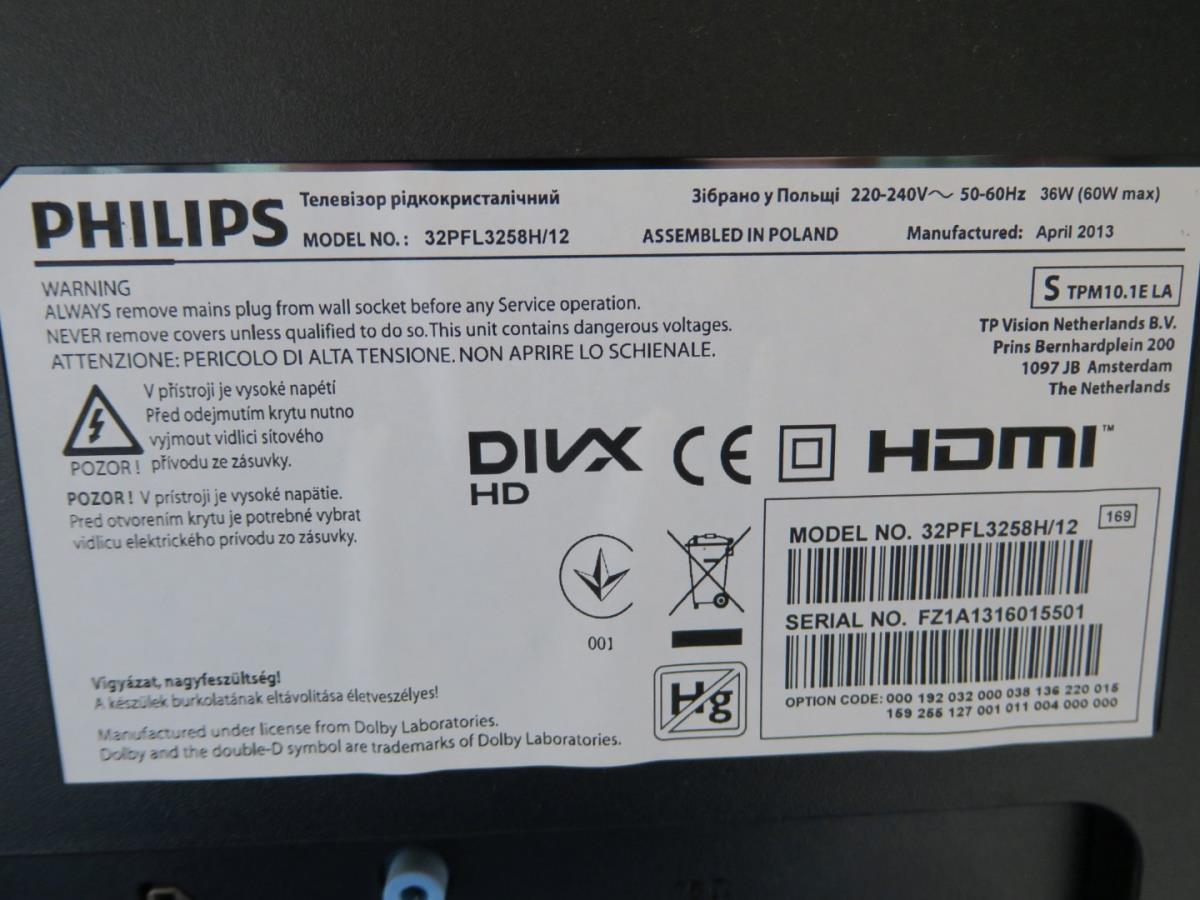 PHILIPS
Телевізор рідкокристалічний
MODEL NO.: 32PFL3258H/12
Зібрано у Польщі 220-240V~ 50-60Hz 36W (60W max)
ASSEMBLED IN POLAND Manufactured: April 2013
WARNING
ALWAYS remove mains plug from wall socket before any Service operation.
NEVER remove covers unless qualified to do so.This unit contains dangerous voltages.
ATTENZIONE: PERICOLO DI ALTA TENSIONE. NON APRIRE LO SCHIENALE.
S TPM10.1E LA
TP Vision Netherlands B.V.
Prins Bernhardplein 200
1097 JB Amsterdam
The Netherlands
V přístroji je vysoké napětí
Před odejmutím krytu nutno
vyjmout vidlici síťového
POZOR! přívodu ze zásuvky.
POZOR! V prístroji je vysoké napätie.
Pred otvorením krytu je potrebné vybrat
vidlicu elektrického prívodu zo zásuvky.
DIVX
HD
CE
HDMI™
001
Hg
169
MODEL NO. 32PFL3258H/12
SERIAL NO. FZ1A1316015501
OPTION CODE: 000 192 032 000 038 136 220 015
159 255 127 001 011 004 000 000
Vigyázat, nagyfeszültség!
A készülék burkolatának eltávolítása életveszélyes!
Manufactured under license from Dolby Laboratories.
Dolby and the double-D symbol are trademarks of Dolby Laboratories.